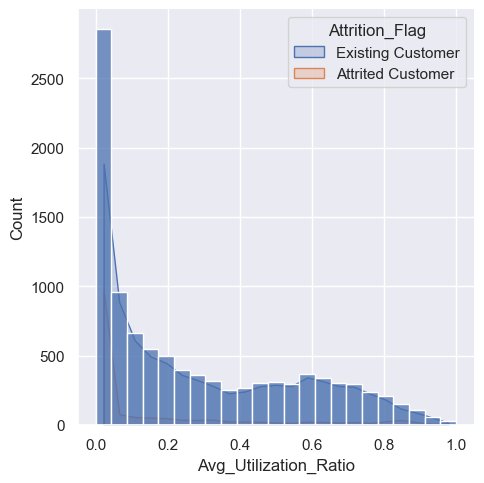 Attrition_Flag
Existing Customer
Attrited Customer
Count
2500
2000
1500
1000
500
0
0.0 0.2 0.4 0.6 0.8 1.0
Avg_Utilization_Ratio